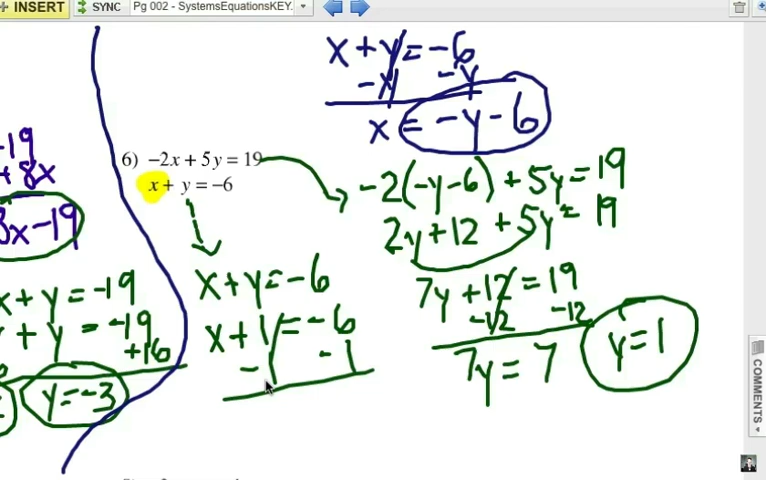 INSERT SYNC Pg 002 - SystemsEquationsKEY.
x + y = -6
-y -y
x = -y - 6
-19
+ 8x
x - 19
6) −2x + 5y = 19
x + y = −6
-2(-y-6) + 5y = 19
2y + 12 + 5y = 19
7y + 12 = 19
-12 -12
7y = 7
y = 1
x + y = -6
x + 1 = -6
-1 -1
x + y = -19
+ y = -19
+16
y = -3
COMMENTS